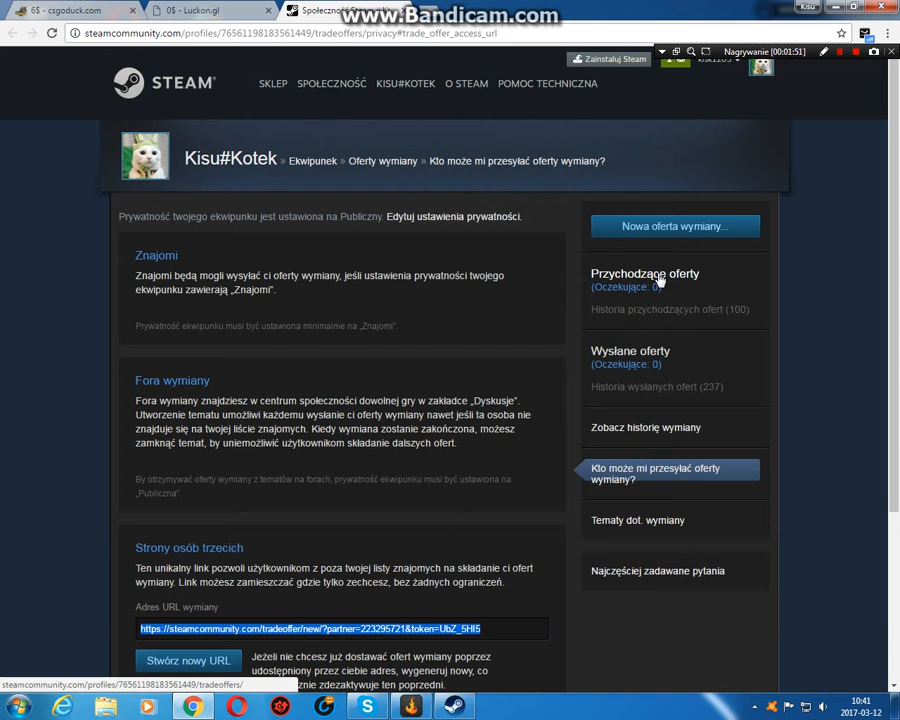 6$ - csgoduck.com
0$ - Luckon.gl
Społeczność
www.Bandicam.com
Kisu
steamcommunity.com/profiles/76561198183561449/tradeoffers/privacy#trade_offer_access_url
Nagrywanie [00:01:51]
Zainstaluj Steam
STEAM
SKLEP SPOŁECZNOŚĆ KISU#KOTEK O STEAM POMOC TECHNICZNA
Kisu#Kotek » Ekwipunek » Oferty wymiany » Kto może mi przesyłać oferty wymiany?
Prywatność twojego ekwipunku jest ustawiona na Publiczny. Edytuj ustawienia prywatności.
Znajomi
Znajomi będą mogli wysyłać ci oferty wymiany, jeśli ustawienia prywatności twojego
ekwipunku zawierają „Znajomi”.
Prywatność ekwipunku musi być ustawiona minimalnie na „Znajomi”.
Fora wymiany
Fora wymiany znajdziesz w centrum społeczności dowolnej gry w zakładce „Dyskusje”.
Utworzenie tematu umożliwi każdemu wysłanie ci oferty wymiany nawet jeśli ta osoba nie
znajduje się na twojej liście znajomych. Kiedy wymiana zostanie zakończona, możesz
zamknąć temat, by uniemożliwić użytkownikom składanie dalszych ofert.
By otrzymywać oferty wymiany z tematów na forach, prywatność ekwipunku musi być ustawiona na
„Publiczna”.
Strony osób trzecich
Ten unikalny link pozwoli użytkownikom z poza twojej listy znajomych na składanie ci ofert
wymiany. Link możesz zamieszczać gdzie tylko zechcesz, bez żadnych ograniczeń.
Adres URL wymiany
https://steamcommunity.com/tradeoffer/new/?partner=223295721&token=UbZ_5HI5
Stwórz nowy URL
Jeżeli nie chcesz już dostawać ofert wymiany poprzez
udostępniony przez ciebie adres, wygeneruj nowy, co
znie zdezaktywuje ten poprzedni.
Nowa oferta wymiany...
Przychodzące oferty
(Oczekujące: 0)
Historia przychodzących ofert (100)
Wysłane oferty
(Oczekujące: 0)
Historia wysłanych ofert (237)
Zobacz historię wymiany
Kto może mi przesyłać oferty
wymiany?
Tematy dot. wymiany
Najczęściej zadawane pytania
steamcommunity.com/profiles/76561198183561449/tradeoffers/
10:41
2017-03-12